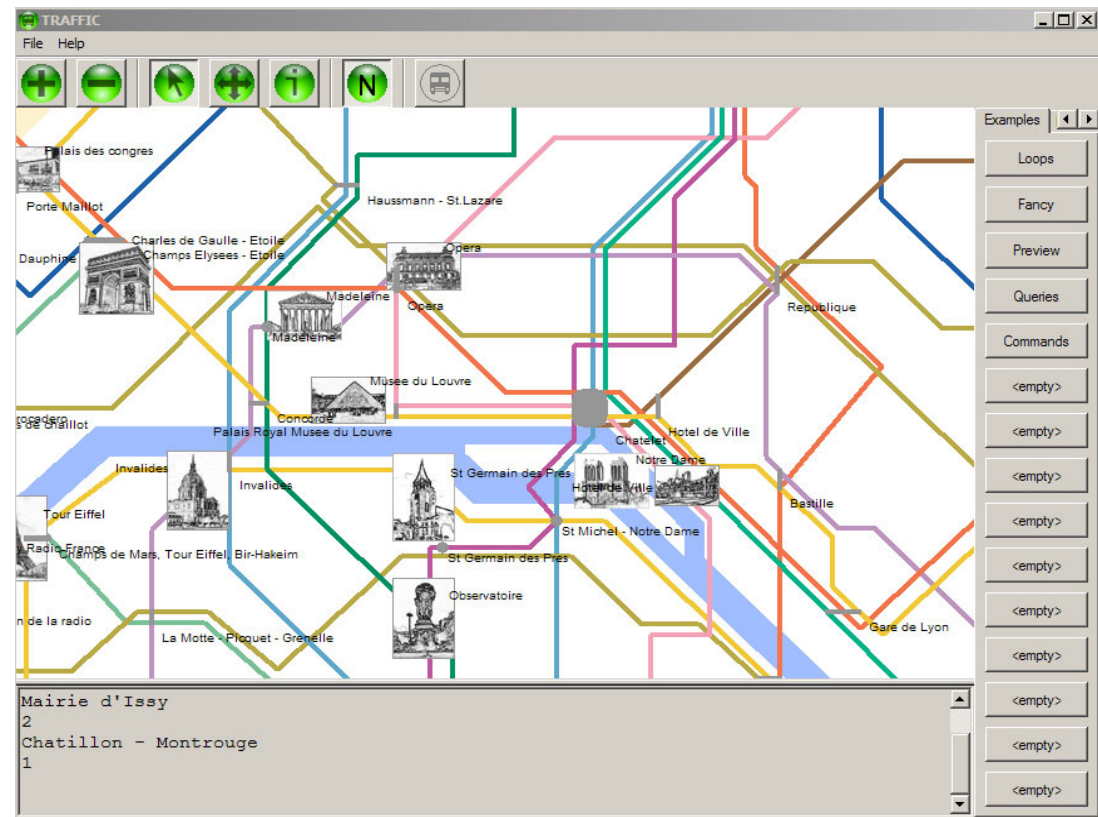 TRAFFIC
File Help
N
Examples
Palais des congres
Porte Maillot
Haussmann - St.Lazare
Charles de Gaulle - Etoile
Champs Elysees - Etoile
Dauphine
Opera
Madeleine
Opera
Republique
Madeleine
Musee du Louvre
Concorde
Palais Royal Musee du Louvre
Hotel de Ville
Chatelet
Invalides
Invalides
St Germain des Pres
Notre Dame
Hotel de Ville
Bastille
Tour Eiffel
St Michel - Notre Dame
Radio France
Champs de Mars, Tour Eiffel, Bir-Hakeim
St Germain des Pres
Observatoire
n de la radio
La Motte - Picquet - Grenelle
Gare de Lyon
Loops
Fancy
Preview
Queries
Commands
<empty>
<empty>
<empty>
<empty>
<empty>
<empty>
<empty>
<empty>
<empty>
<empty>
Mairie d'Issy
2
Chatillon - Montrouge
1